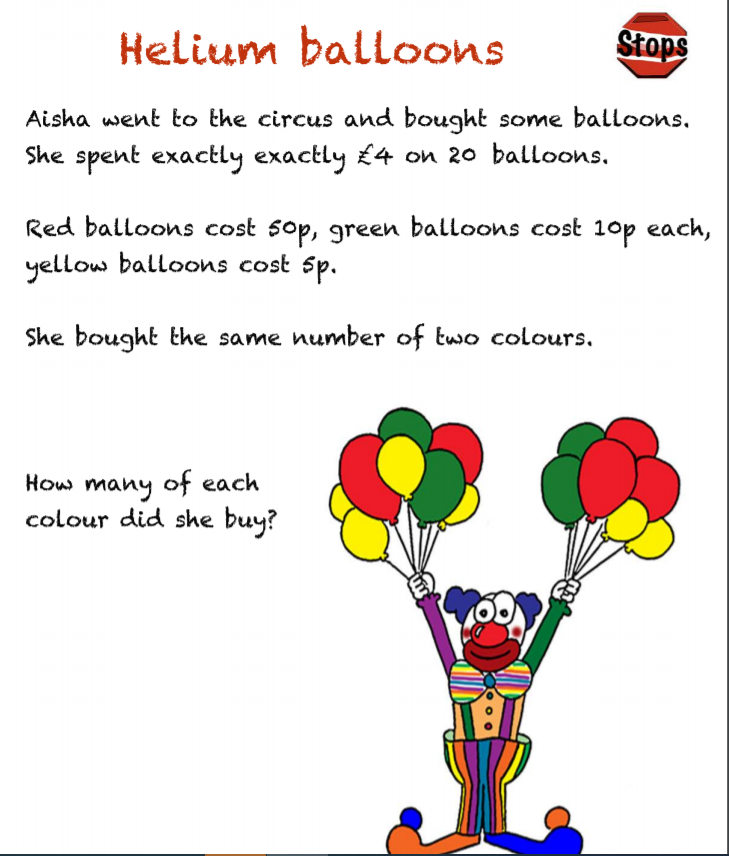 Helium balloons
Stops
Aisha went to the circus and bought some balloons.
She spent exactly exactly £4 on 20 balloons.
Red balloons cost 50p, green balloons cost 10p each,
yellow balloons cost 5p.
She bought the same number of two colours.
How many of each
colour did she buy?